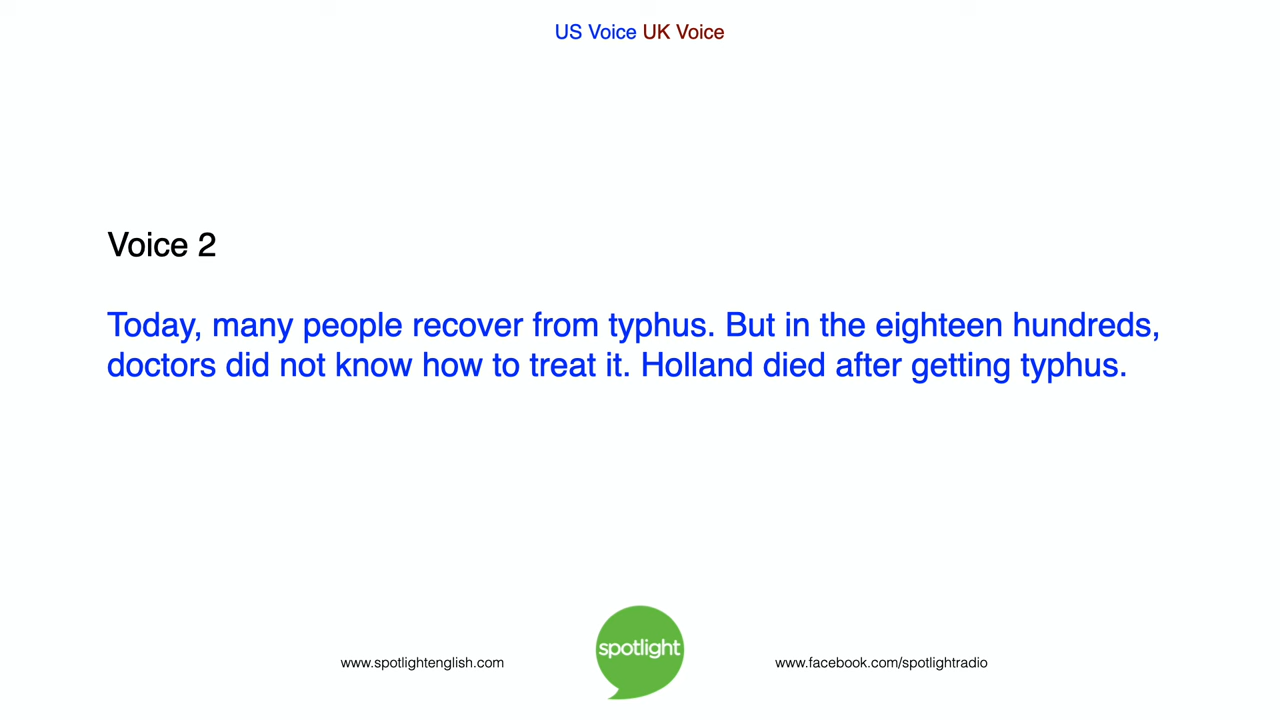 US Voice UK Voice
Voice 2
Today, many people recover from typhus. But in the eighteen hundreds,
doctors did not know how to treat it. Holland died after getting typhus.
spotlight
www.spotlightenglish.com
www.facebook.com/spotlightradio